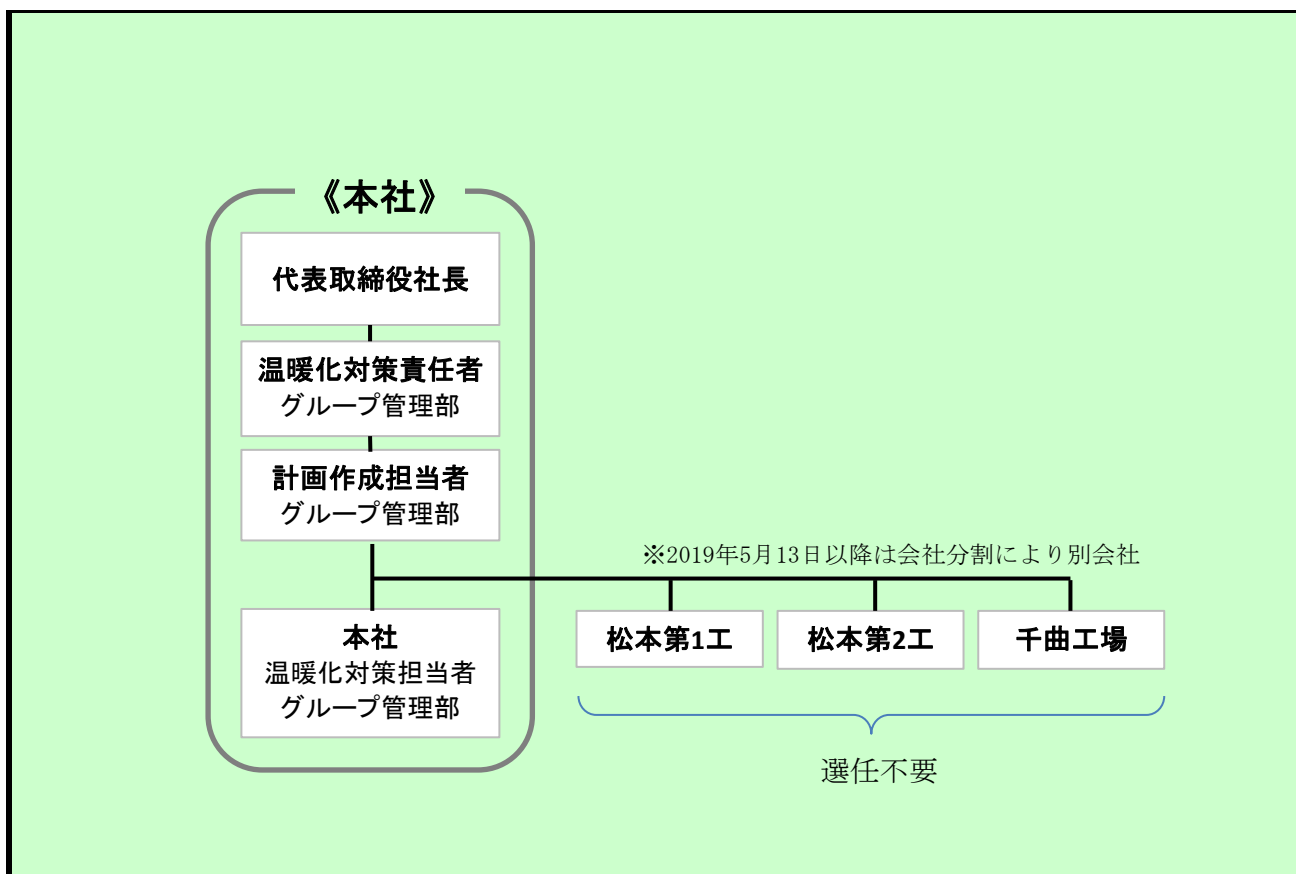 《本社》
代表取締役社長
温暖化対策責任者
グループ管理部
計画作成担当者
グループ管理部
※2019年5月13日以降は会社分割により別会社
本社
温暖化対策担当者
グループ管理部
松本第1工
松本第2工
千曲工場
選任不要